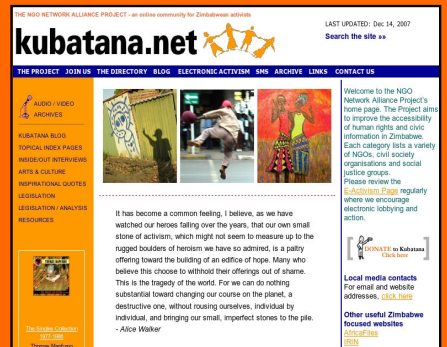 THE NGO NETWORK ALLIANCE PROJECT - an online community for Zimbabwean activists
LAST UPDATED: Dec 14, 2007
kubatana.net
Search the site »»
THE PROJECT JOIN US THE DIRECTORY BLOG ELECTRONIC ACTIVISM SMS ARCHIVE LINKS CONTACT US
AUDIO / VIDEO
ARCHIVES
KUBATANA BLOG
TOPICAL INDEX PAGES
INSIDE/OUT INTERVIEWS
ARTS & CULTURE
INSPIRATIONAL QUOTES
LEGISLATION
LEGISLATION / ANALYSIS
RESOURCES
The Singles Collection
1977-1986
Thomas Mapfumo
It has become a common feeling, I believe, as we have
watched our heroes falling over the years, that our own small
stone of activism, which might not seem to measure up to the
rugged boulders of heroism we have so admired, is a paltry
offering toward the building of an edifice of hope. Many who
believe this choose to withhold their offerings out of shame.
This is the tragedy of the world. For we can do nothing
substantial toward changing our course on the planet, a
destructive one, without rousing ourselves, individual by
individual, and bringing our small, imperfect stones to the pile.
- Alice Walker
Welcome to the NGO
Network Alliance Project's
home page. The Project aims
to improve the accessibility
of human rights and civic
information in Zimbabwe.
Each category lists a variety
of NGOs, civil society
organisations and social
justice groups.
Please review the
E-Activism Page regularly
where we encourage
electronic lobbying and
action.
DONATE to Kubatana
Click here
Local media contacts
For email and website
addresses, click here
Other useful Zimbabwe
focused websites
AfricaFiles
IRIN